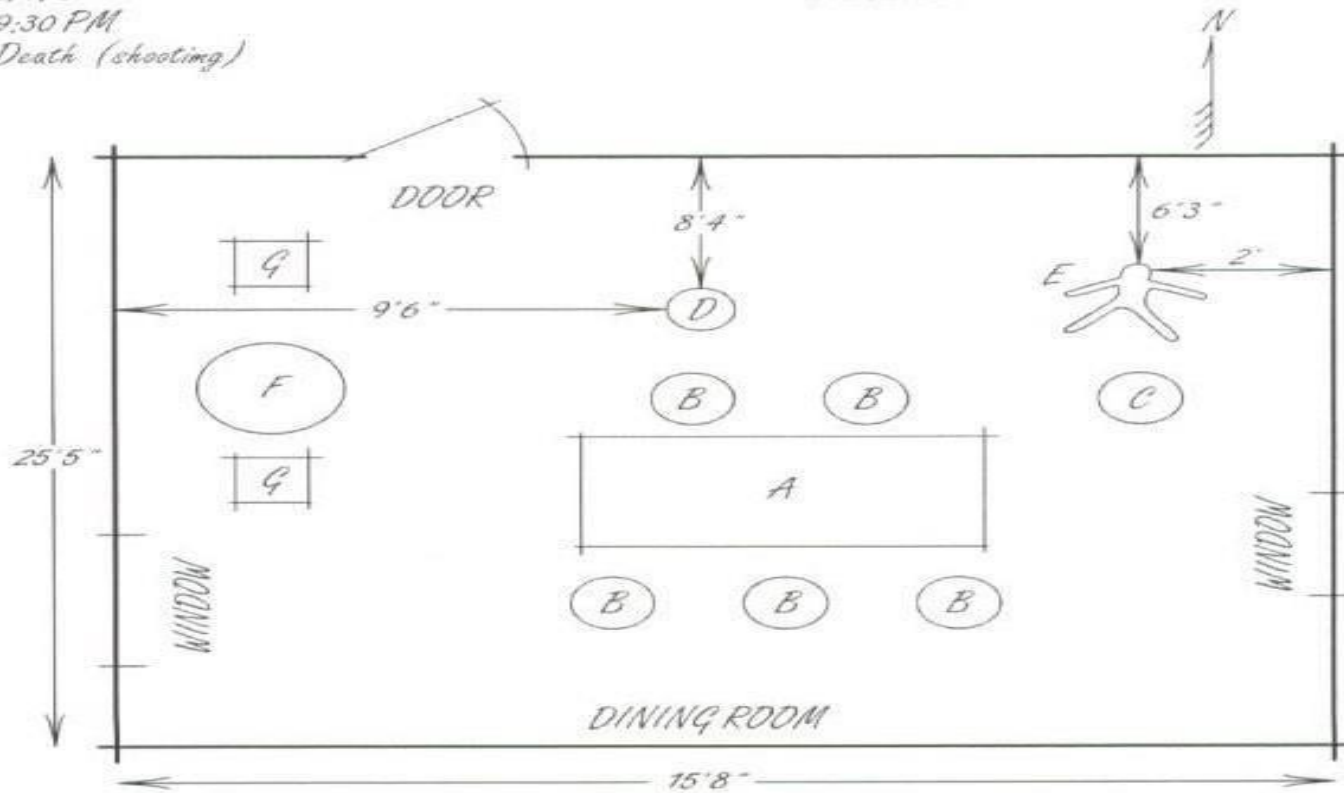 9:30 PM
Death (shooting)
N
DOOR
8'4"
6'3"
G
E
2'
9'6"
D
F
B
B
C
25'5"
G
A
WINDOW
WINDOW
B
B
B
DINING ROOM
15'8"